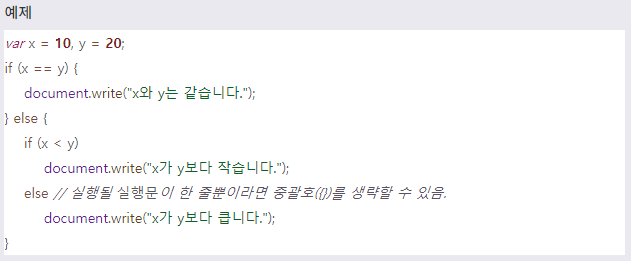 예제
var x = 10, y = 20;
if (x == y) {
document.write("x와 y는 같습니다.");
} else {
if (x < y)
document.write("x가 y보다 작습니다.");
else // 실행될 실행문이 한 줄뿐이라면 중괄호({})를 생략할 수 있음.
document.write("x가 y보다 큽니다.");
}